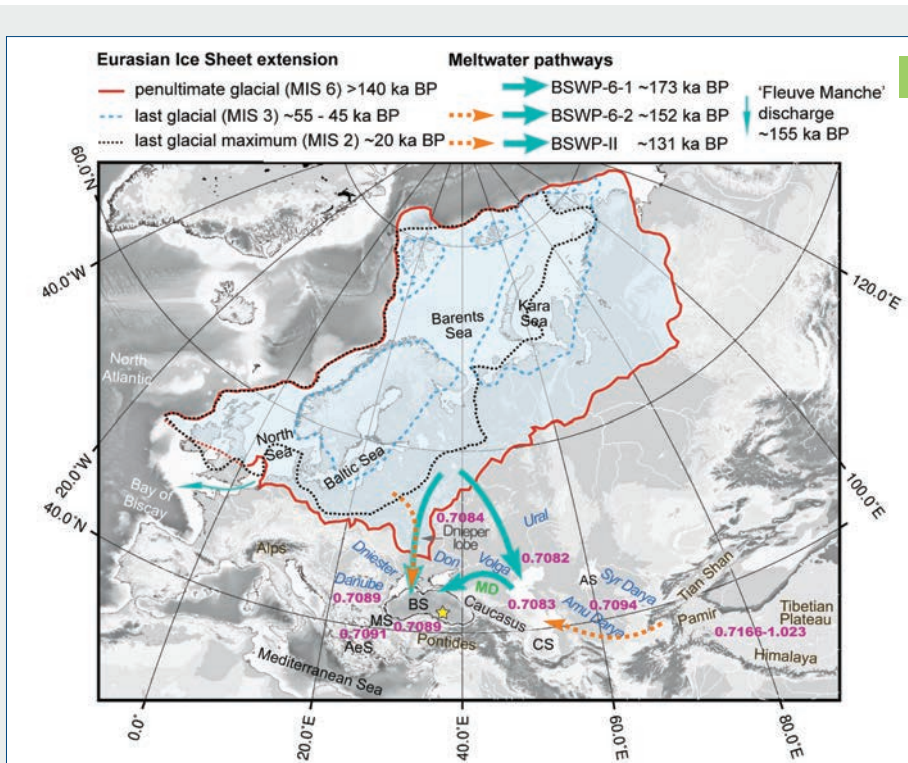 Eurasian Ice Sheet extension
penultimate glacial (MIS 6) >140 ka BP
last glacial (MIS 3) ~55 - 45 ka BP
last glacial maximum (MIS 2) ~20 ka BP
Meltwater pathways
BSWP-6-1 ~173 ka BP
BSWP-6-2 ~152 ka BP
BSWP-II ~131 ka BP
'Fleuve Manche'
discharge
~155 ka BP
60.0°N
40.0°W
120.0°E
Kara
Sea
Barents
Sea
North
Atlantic
North
Sea
Baltic Sea
20.0°W
Bay of
Biscay
100.0°E
40.0°N
0.7084
Dnieper
lobe
Ural
Alps
Dniester
Don
Volga
0.7082
Danube
MD
AS
Syr Darya
Tian Shan
0.7089
BS
Caucasus
0.7083
Amu Darya
0.7094
Pamir
Tibetian
Plateau
MS
0.7089
0.7091
AeS
Pontides
CS
0.7166-1.023
Himalaya
Mediterranean Sea
0.0°
20.0°E
40.0°E
60.0°E
80.0°E